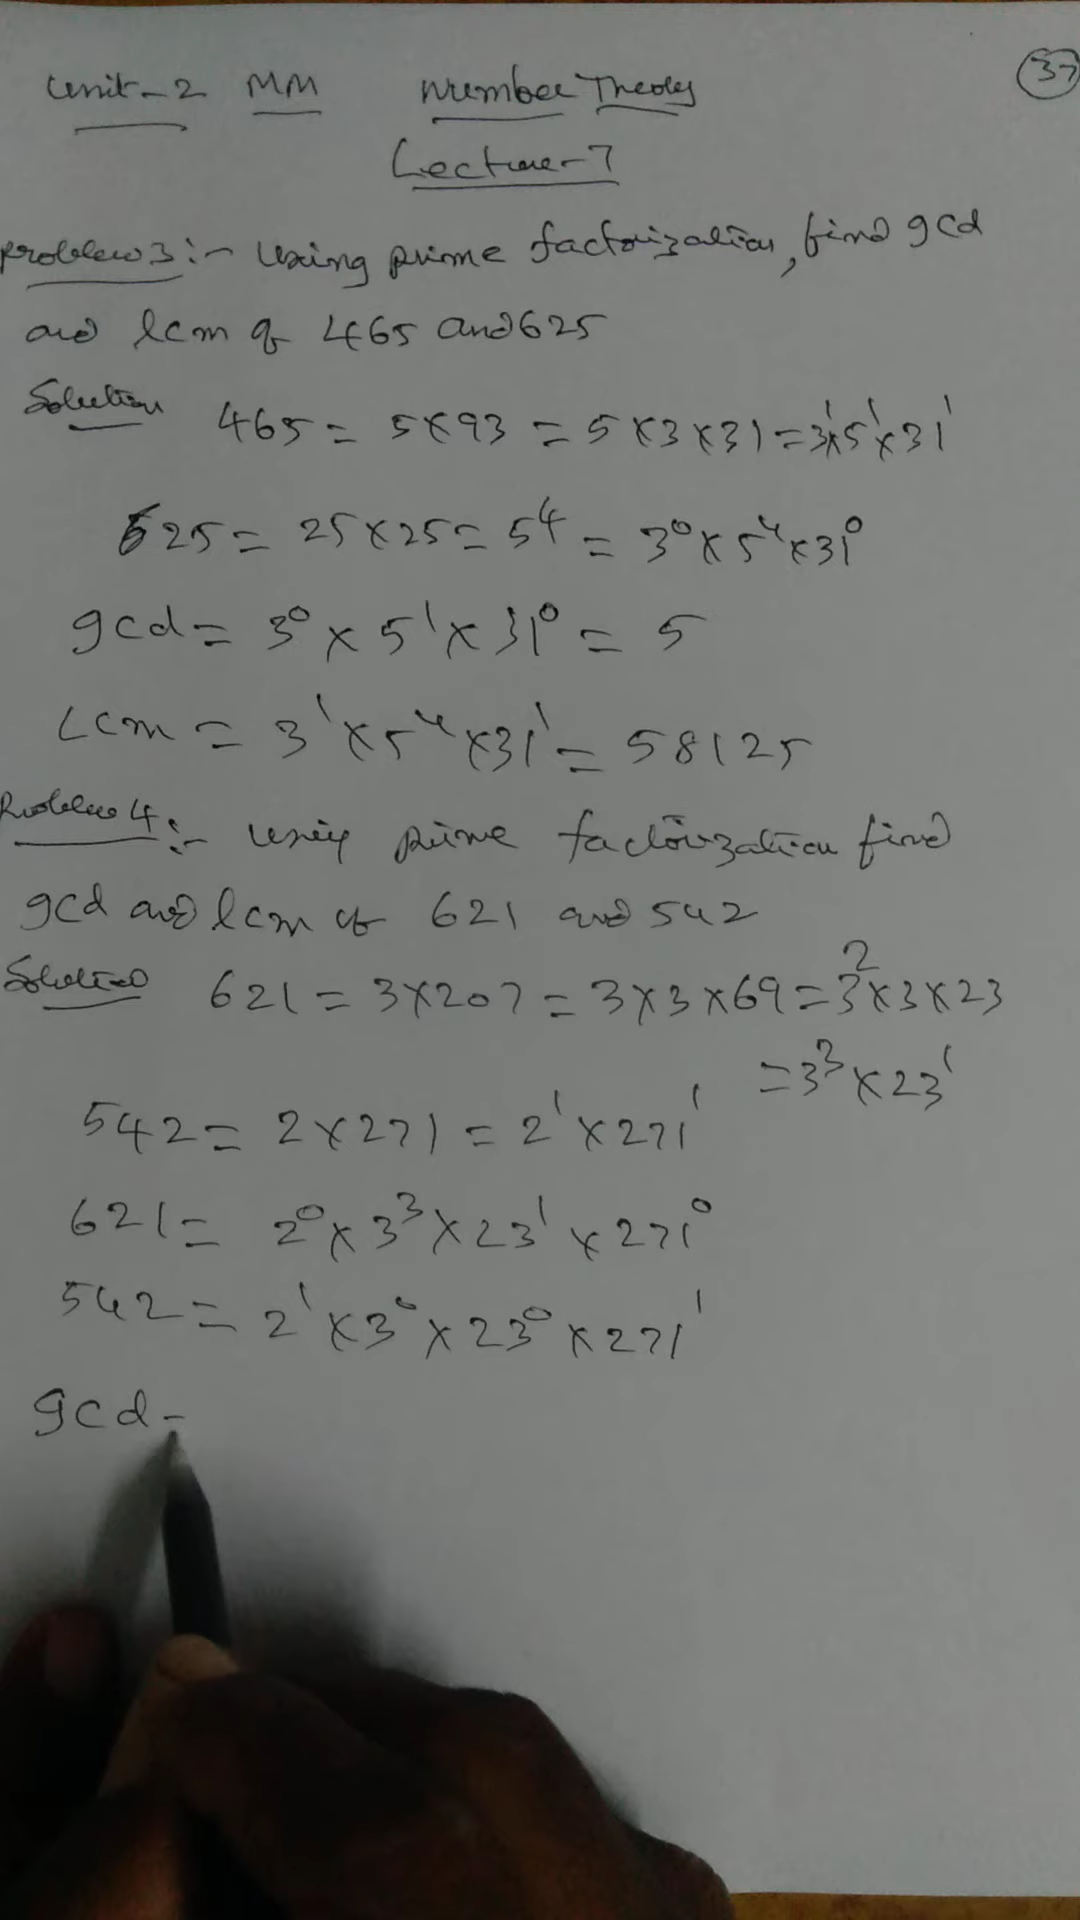 Unit-2 MM Number Theory 37
Lecture-7
Problem 3:- Using prime factorization, find gcd
and lcm of 465 and 625
Solution 465 = 5×93 = 5×3×31 = 3¹×5¹×31¹
625 = 25×25 = 5⁴ = 3⁰×5⁴×31⁰
gcd = 3⁰×5¹×31⁰ = 5
Lcm = 3¹×5⁴×31¹ = 58125
Problem 4:- Using prime factorization find
gcd and lcm of 621 and 542
Solution 621 = 3×207 = 3×3×69 = 3²×3×23
= 3³×23¹
542 = 2×271 = 2¹×271¹
621 = 2⁰×3³×23¹×271⁰
542 = 2¹×3⁰×23⁰×271¹
gcd -